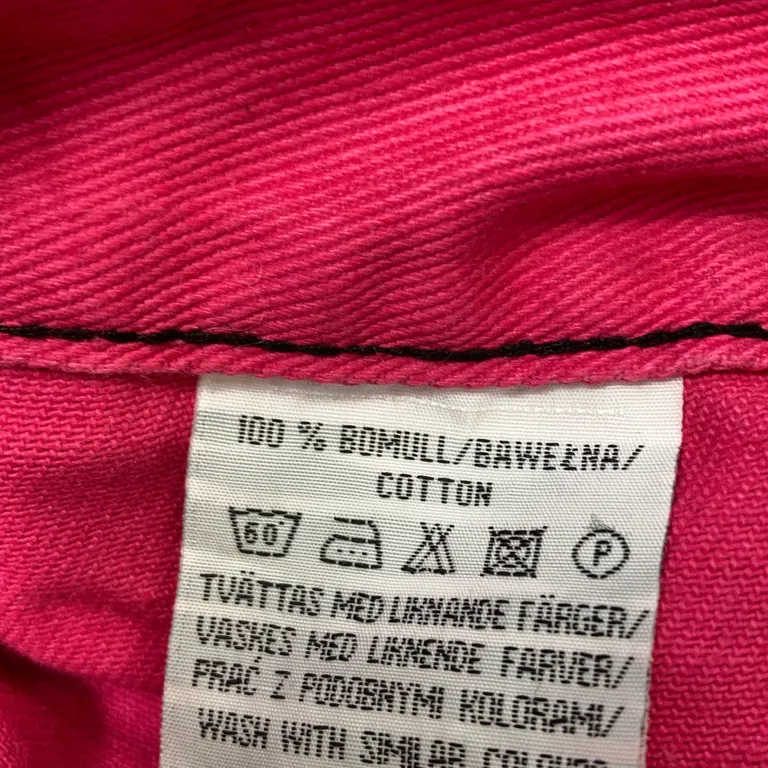 100 % BOMULL/BAWEŁNA/
COTTON
60° P
TVÄTTAS MED LIKNANDE FÄRGER/
VASKES MED LIKNENDE FARVER/
PRAĆ Z PODOBNYMI KOLORAMI/
WASH WITH SIMILAR COLOURS